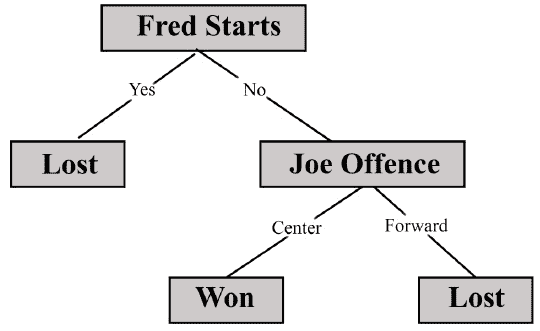 Fred Starts
Yes
No
Lost
Joe Offence
Center
Forward
Won
Lost